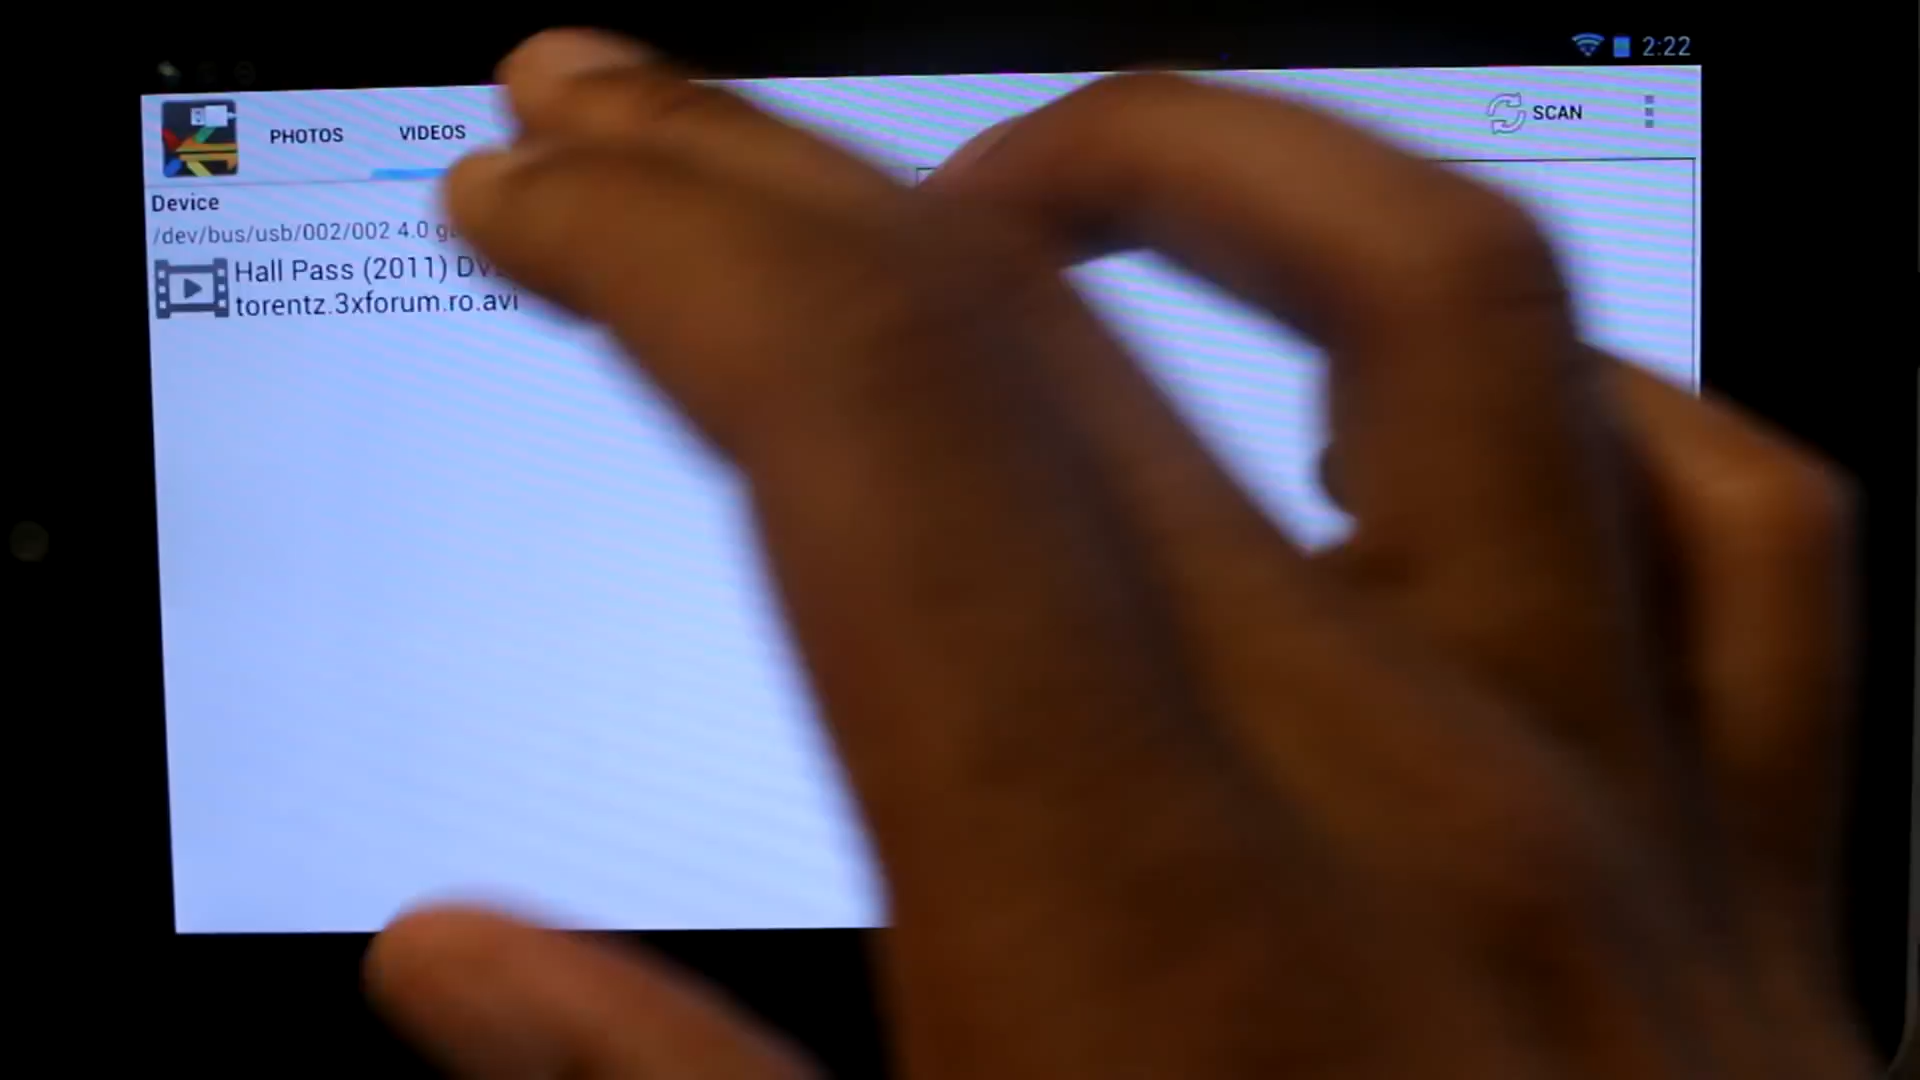 2:22
PHOTOS VIDEOS SCAN
Device
/dev/bus/usb/002/002 4.0
Hall Pass (2011)
torentz.3xforum.ro.avi